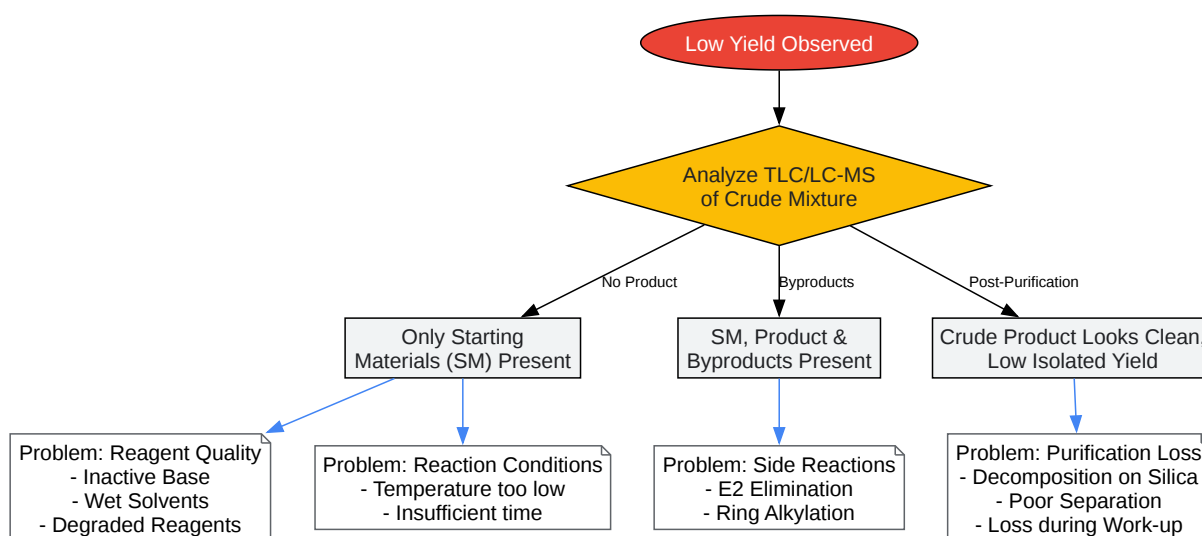 Low Yield Observed
Analyze TLC/LC-MS
of Crude Mixture
No Product
Byproducts
Post-Purification
Only Starting
Materials (SM) Present
SM, Product &
Byproducts Present
Crude Product Looks Clean,
Low Isolated Yield
Problem: Reagent Quality
- Inactive Base
- Wet Solvents
- Degraded Reagents
Problem: Reaction Conditions
- Temperature too low
- Insufficient time
Problem: Side Reactions
- E2 Elimination
- Ring Alkylation
Problem: Purification Loss
- Decomposition on Silica
- Poor Separation
- Loss during Work-up